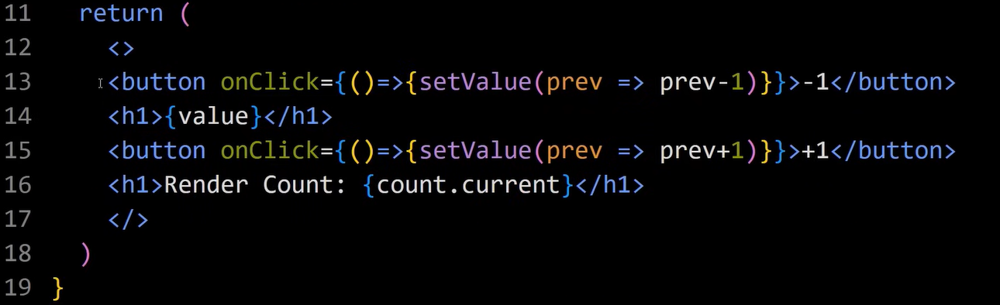 11 return (
12 <>
13 <button onClick={()=>{setValue(prev => prev-1)}}>-1</button>
14 <h1>{value}</h1>
15 <button onClick={()=>{setValue(prev => prev+1)}}>+1</button>
16 <h1>Render Count: {count.current}</h1>
17 </>
18 )
19 }